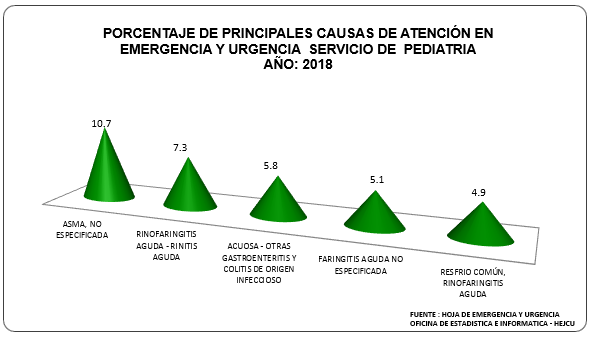 PORCENTAJE DE PRINCIPALES CAUSAS DE ATENCIÓN EN
EMERGENCIA Y URGENCIA SERVICIO DE PEDIATRIA
AÑO: 2018
10.7
7.3
5.8
5.1
4.9
ASMA, NO
ESPECIFICADA
RINOFARINGITIS
AGUDA - RINITIS
AGUDA
ACUOSA - OTRAS
GASTROENTERITIS Y
COLITIS DE ORIGEN
INFECCIOSO
FARINGITIS AGUDA NO
ESPECIFICADA
RESFRIO COMÚN,
RINOFARINGITIS
AGUDA
FUENTE : HOJA DE EMERGENCIA Y URGENCIA
OFICINA DE ESTADISTICA E INFORMATICA - HEJCU